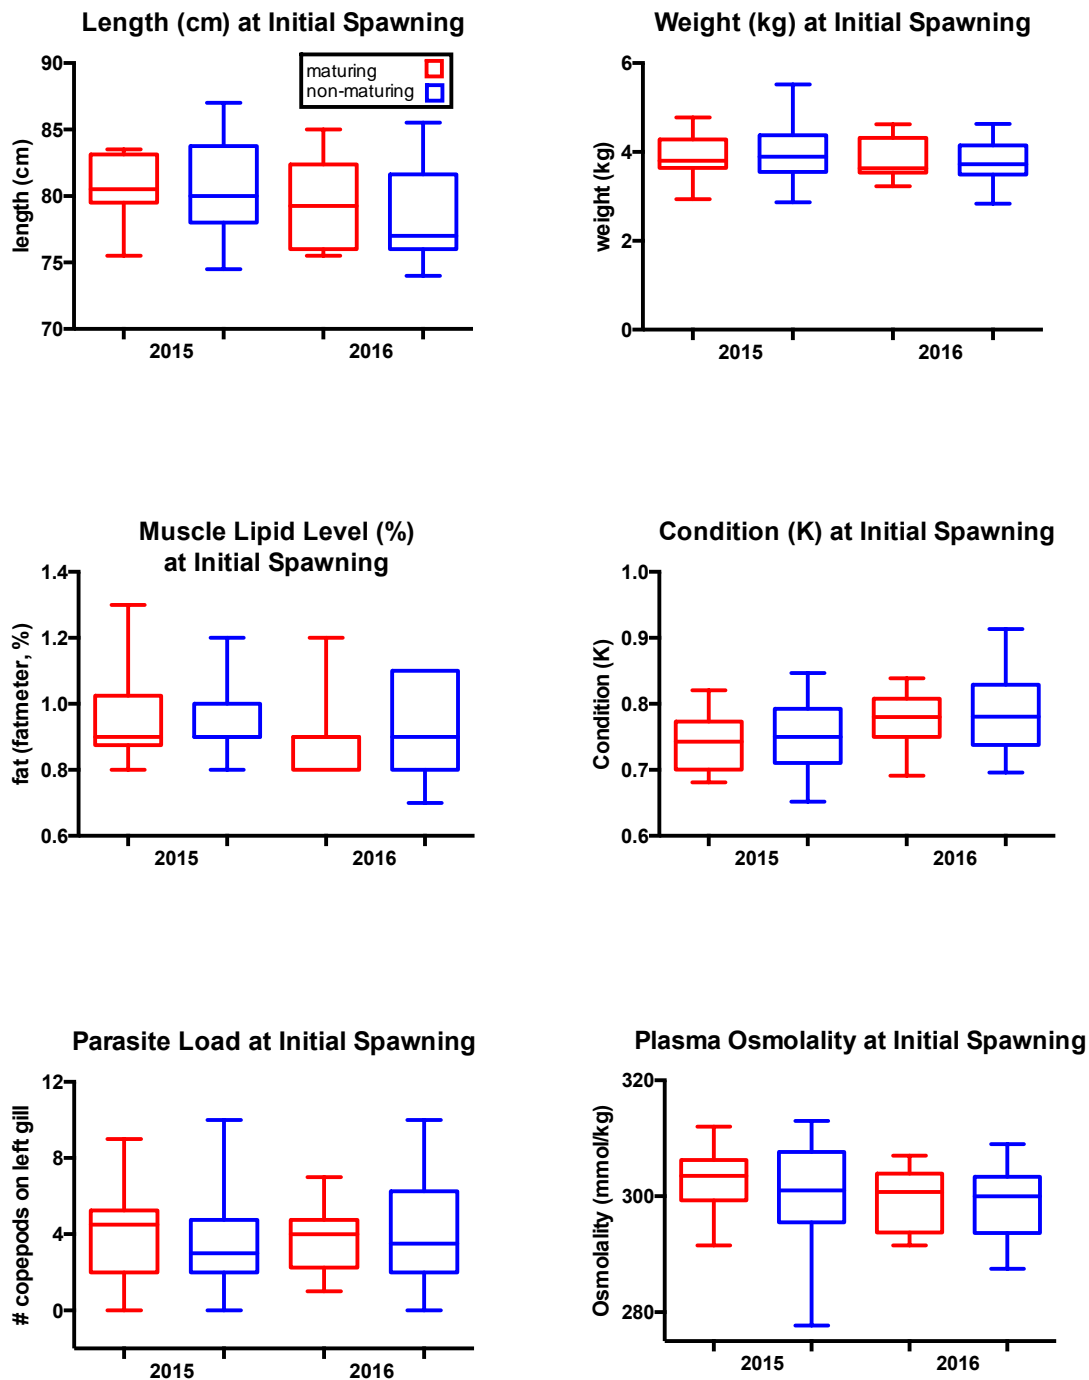 Length (cm) at Initial Spawning
90
85
80
75
70
length (cm)
maturing
non-maturing
2015
2016
Weight (kg) at Initial Spawning
6
4
2
0
weight (kg)
2015
2016
Muscle Lipid Level (%)
at Initial Spawning
1.4
1.2
1.0
0.8
0.6
fat (fatmeter, %)
2015
2016
Condition (K) at Initial Spawning
1.0
0.9
0.8
0.7
0.6
Condition (K)
2015
2016
Parasite Load at Initial Spawning
12
8
4
0
# copepods on left gill
2015
2016
Plasma Osmolality at Initial Spawning
320
300
280
Osmolality (mmol/kg)
2015
2016